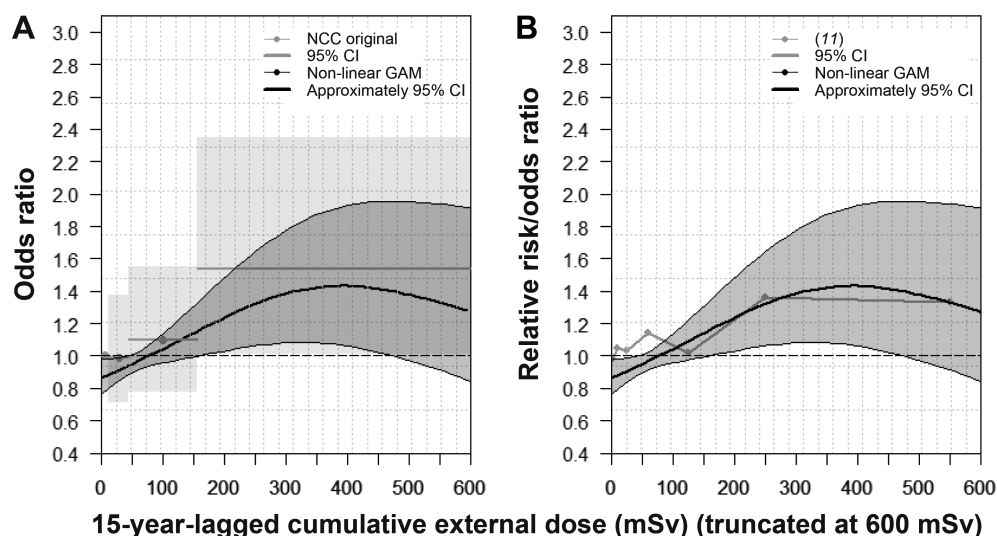 A
NCC original
95% CI
Non-linear GAM
Approximately 95% CI
Odds ratio
3.0
2.8
2.6
2.4
2.2
2.0
1.8
1.6
1.4
1.2
1.0
0.8
0.6
0.4
0 100 200 300 400 500 600
B
(11)
95% CI
Non-linear GAM
Approximately 95% CI
Relative risk/odds ratio
3.0
2.8
2.6
2.4
2.2
2.0
1.8
1.6
1.4
1.2
1.0
0.8
0.6
0.4
0 100 200 300 400 500 600
15-year-lagged cumulative external dose (mSv) (truncated at 600 mSv)